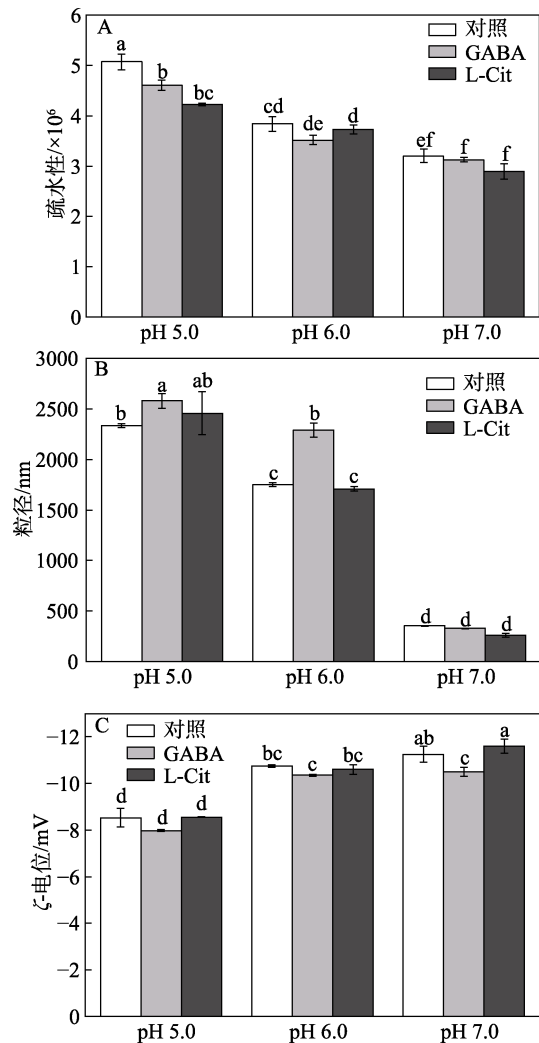 A
对照
GABA
L-Cit
疏水性/×10⁶
6
5
4
3
2
1
0
a b bc cd de d ef f f
pH 5.0 pH 6.0 pH 7.0
B
对照
GABA
L-Cit
粒径/nm
3000
2500
2000
1500
1000
500
0
b a ab c b c d d d
pH 5.0 pH 6.0 pH 7.0
C
对照
GABA
L-Cit
ζ-电位/mV
−12
−10
−8
−6
−4
−2
0
d d d bc c bc ab c a
pH 5.0 pH 6.0 pH 7.0